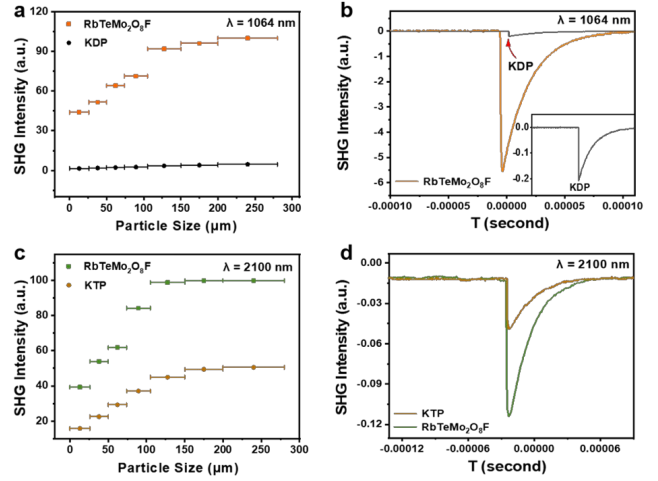 a
λ = 1064 nm
RbTeMo₂O₈F
KDP
SHG Intensity (a.u.)
120
90
60
30
0
0 50 100 150 200 250 300
Particle Size (μm)
b
λ = 1064 nm
KDP
SHG Intensity (a.u.)
0
-1
-2
-3
-4
-5
-6
RbTeMo₂O₈F
0.0
-0.1
-0.2
KDP
-0.00010 -0.00005 0.00000 0.00005 0.00010
T (second)
c
λ = 2100 nm
RbTeMo₂O₈F
KTP
SHG Intensity (a.u.)
100
80
60
40
20
0 50 100 150 200 250 300
Particle Size (μm)
d
λ = 2100 nm
SHG Intensity (a.u.)
0.00
-0.03
-0.06
-0.09
-0.12
KTP
RbTeMo₂O₈F
-0.00012 -0.00006 0.00000 0.00006
T (second)